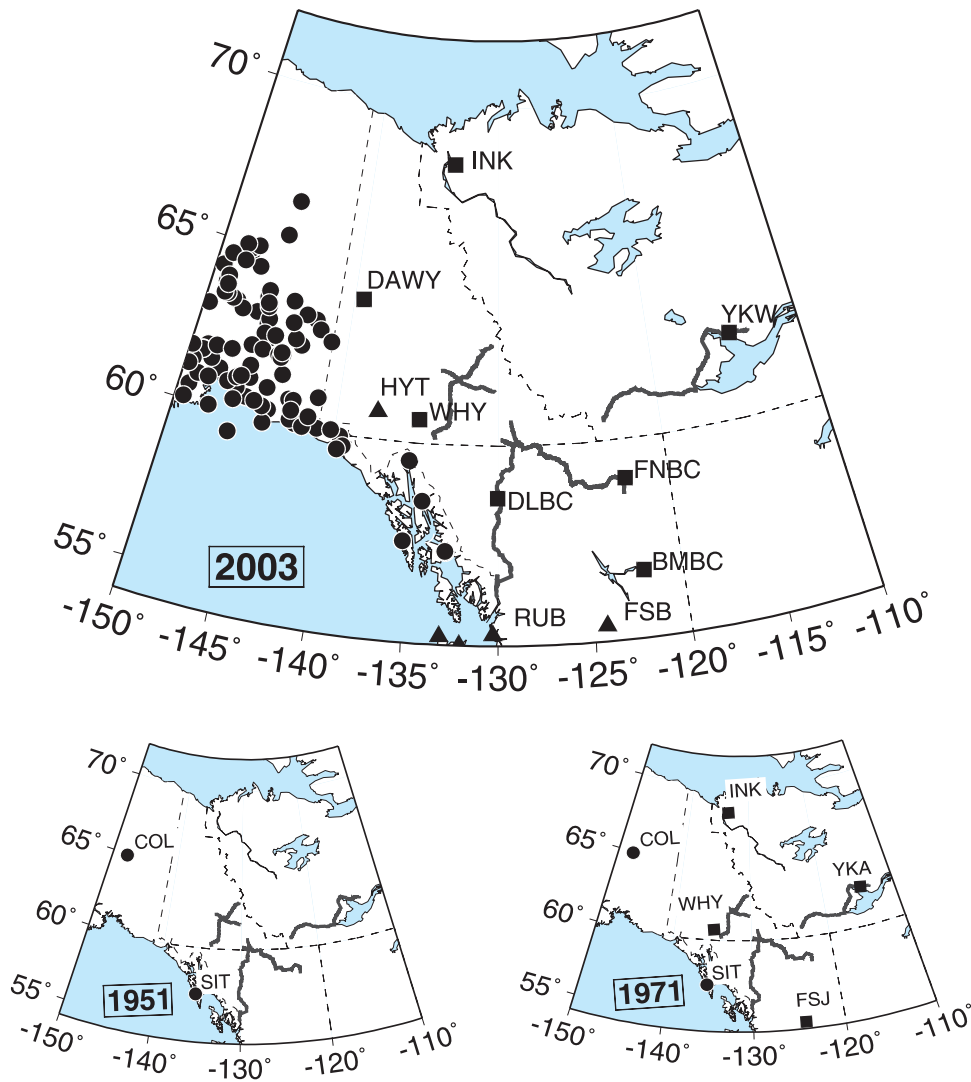 70°
INK
65°
DAWY
YKW
60°
HYT
WHY
FNBC
DLBC
55°
2003
BMBC
RUB
FSB
-150°
-145°
-140°
-135°
-130°
-125°
-120°
-115°
-110°
70°
65°
COL
60°
SIT
55°
1951
-150°
-140°
-130°
-120°
-110°
70°
INK
65°
COL
YKA
60°
WHY
SIT
55°
1971
FSJ
-150°
-140°
-130°
-120°
-110°